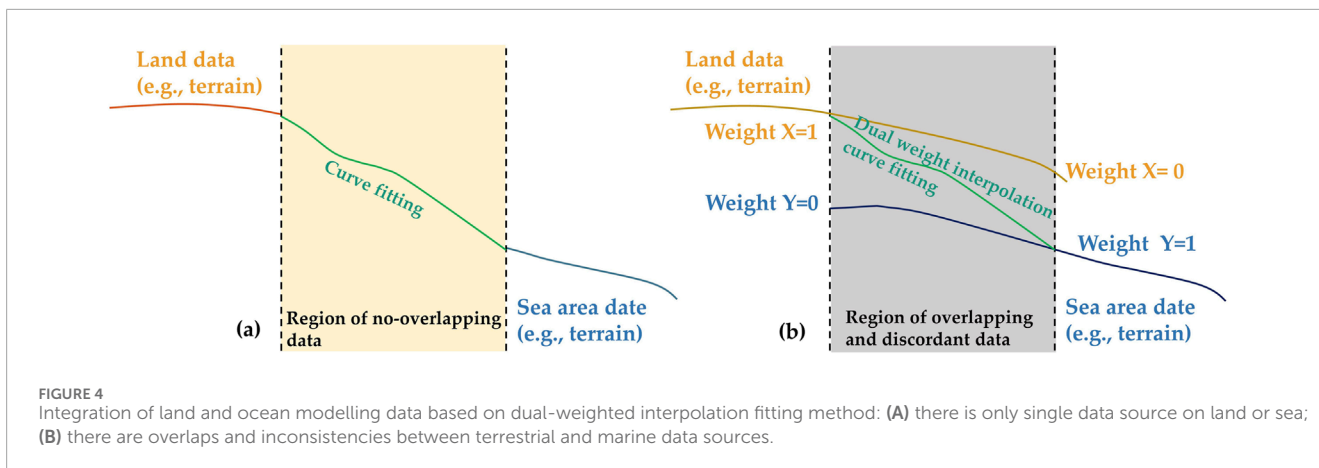 Land data
(e.g., terrain)
Curve fitting
(a)
Region of no-overlapping
data
Sea area date
(e.g., terrain)
Land data
(e.g., terrain)
Weight X=1
Dual weight interpolation
curve fitting
Weight X= 0
Weight Y=0
Weight Y=1
(b)
Region of overlapping
and discordant data
Sea area date
(e.g., terrain)
FIGURE 4
Integration of land and ocean modelling data based on dual-weighted interpolation fitting method: (A) there is only single data source on land or sea;
(B) there are overlaps and inconsistencies between terrestrial and marine data sources.